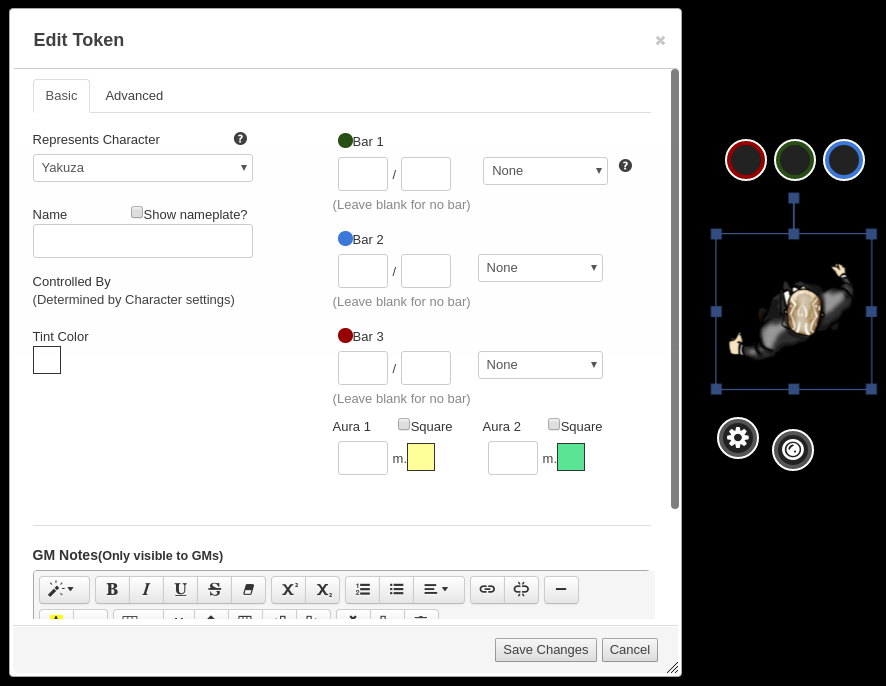 Edit Token
Basic Advanced
Represents Character
Yakuza
Name Show nameplate?
Controlled By
(Determined by Character settings)
Tint Color
Bar 1
/ None
(Leave blank for no bar)
Bar 2
/ None
(Leave blank for no bar)
Bar 3
/ None
(Leave blank for no bar)
Aura 1 Square Aura 2 Square
m. m.
GM Notes(Only visible to GMs)
B I U S X² X₂
Save Changes Cancel